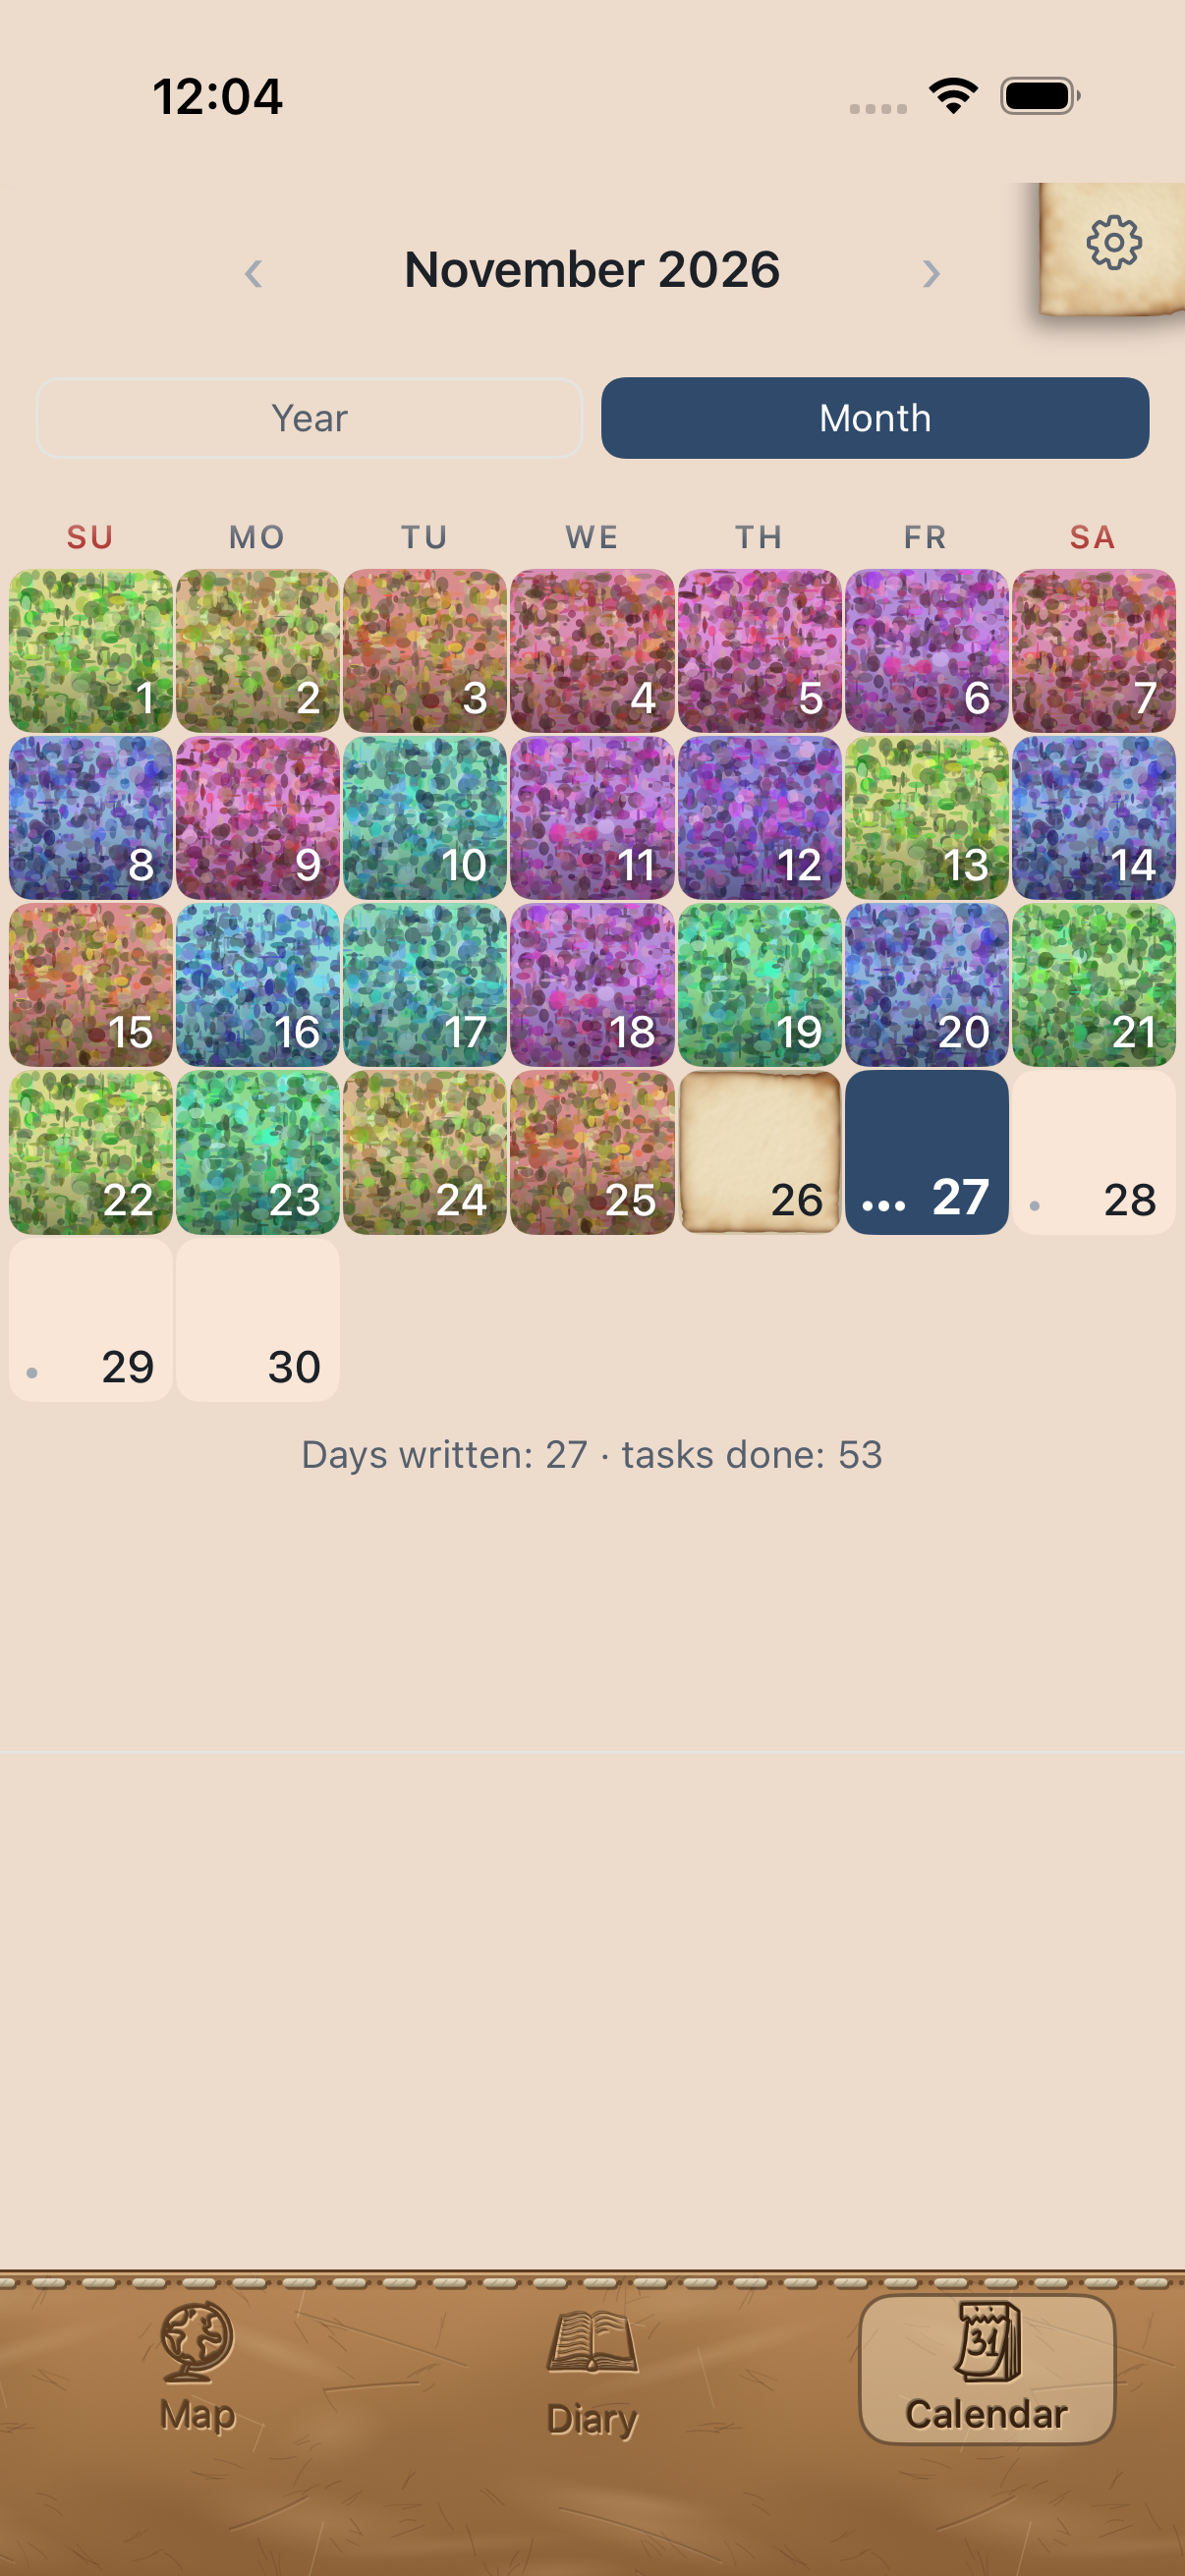 12:04
‹ November 2026 ›
Year Month
SU MO TU WE TH FR SA
1 2 3 4 5 6 7
8 9 10 11 12 13 14
15 16 17 18 19 20 21
22 23 24 25 26 ... 27 28
29 30
Days written: 27 · tasks done: 53
31
Map Diary Calendar